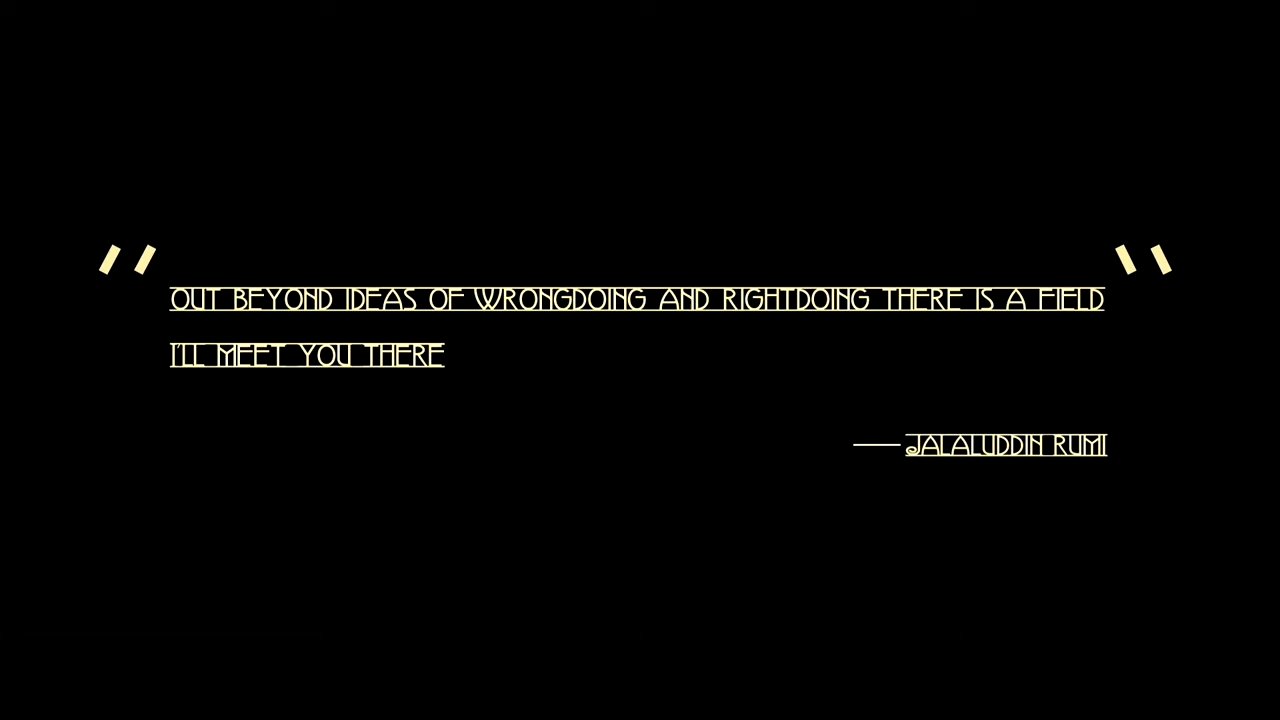 "OUT BEYOND IDEAS OF WRONGDOING AND RIGHTDOING THERE IS A FIELD
I'LL MEET YOU THERE"
— JALALUDDIN RUMI